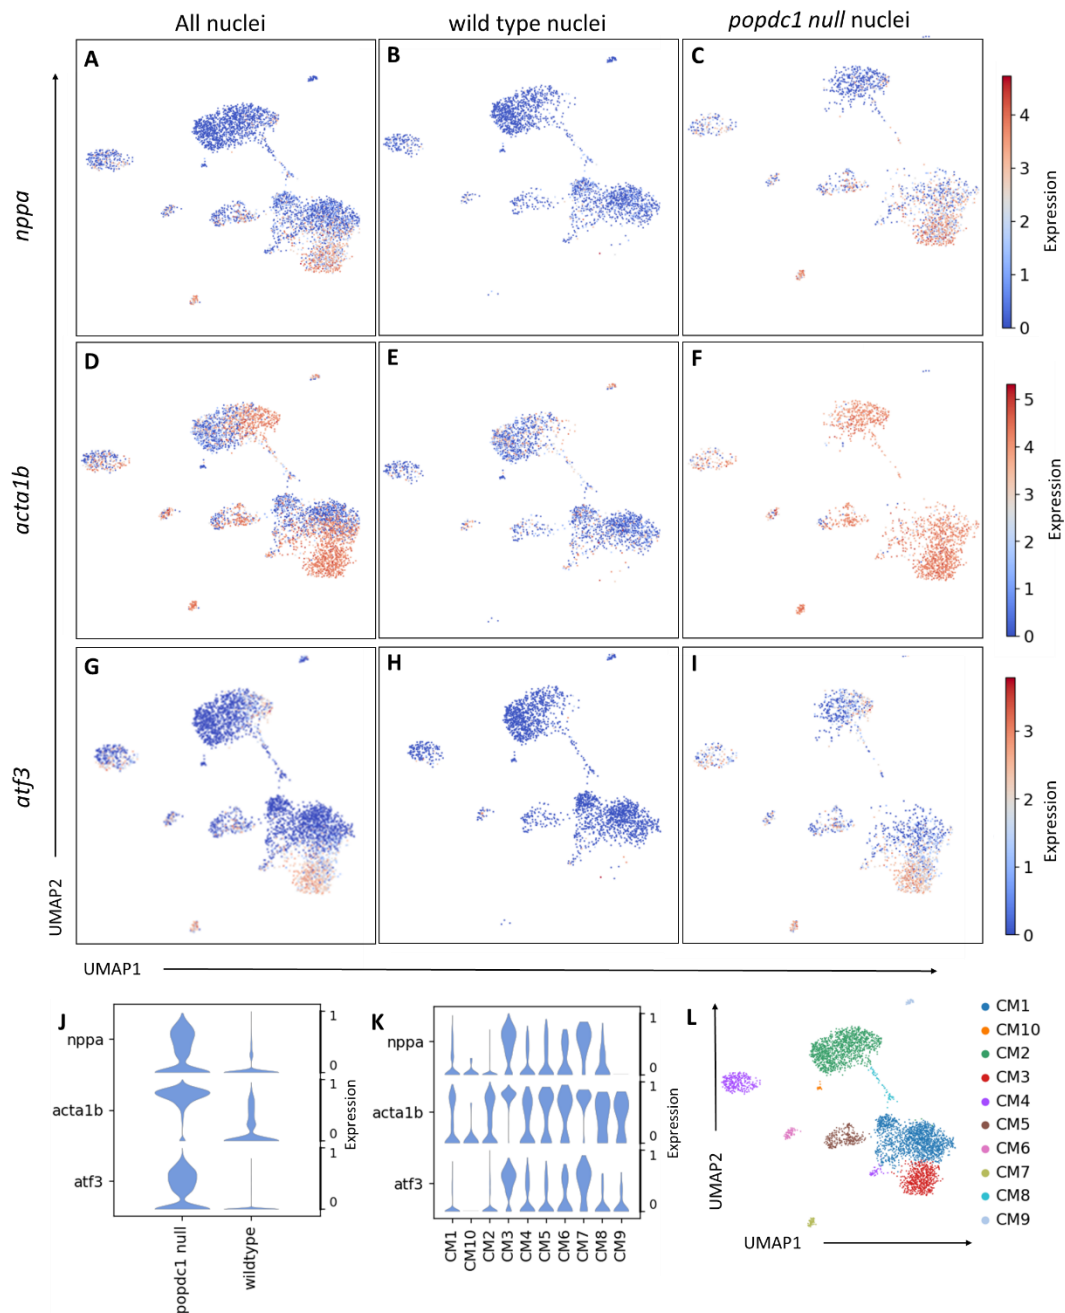 All nuclei
wild type nuclei
popdc1 null nuclei
A
B
C
nppa
4
3
2
1
0
Expression
D
E
F
acta1b
5
4
3
2
1
0
Expression
G
H
I
atf3
3
2
1
0
Expression
UMAP2
UMAP1
J
nppa
acta1b
atf3
1
0
1
0
1
0
Expression
popdc1 null
wildtype
K
nppa
acta1b
atf3
1
0
1
0
1
0
Expression
CM1
CM10
CM2
CM3
CM4
CM5
CM6
CM7
CM8
CM9
L
UMAP2
UMAP1
CM1
CM10
CM2
CM3
CM4
CM5
CM6
CM7
CM8
CM9